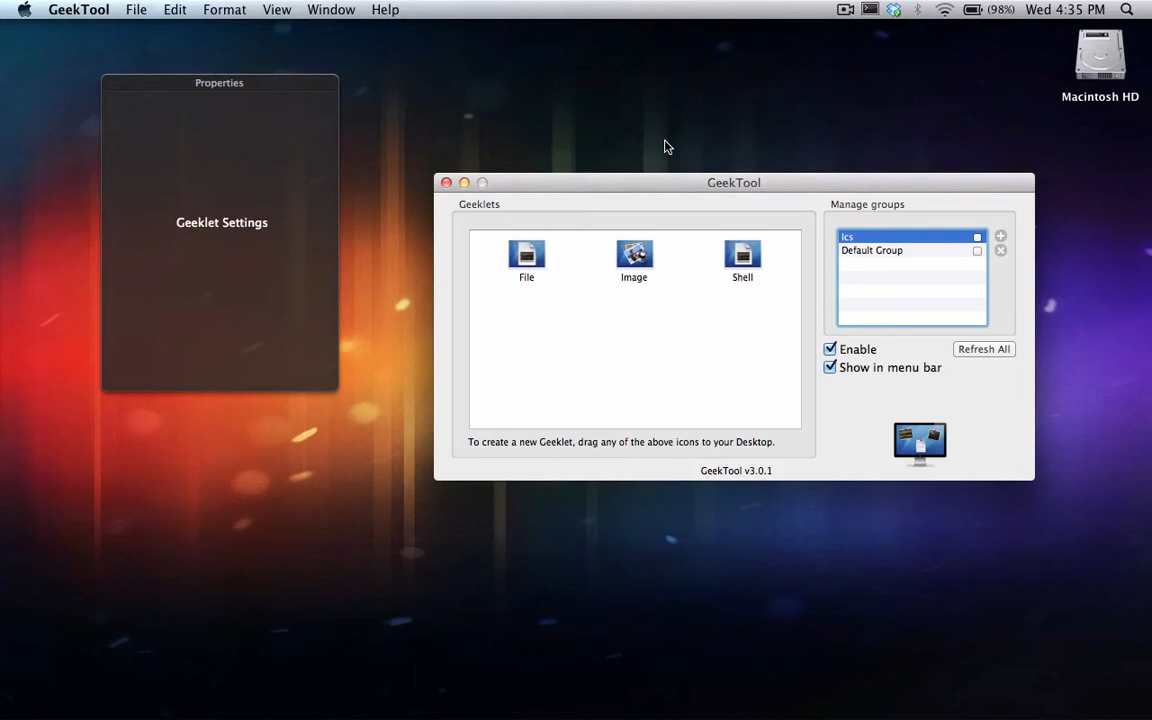 GeekTool File Edit Format View Window Help (98%) Wed 4:35 PM
Macintosh HD
Properties
Geeklet Settings
GeekTool
Geeklets
File Image Shell
To create a new Geeklet, drag any of the above icons to your Desktop.
Manage groups
Ics
Default Group
Enable
Refresh All
Show in menu bar
GeekTool v3.0.1